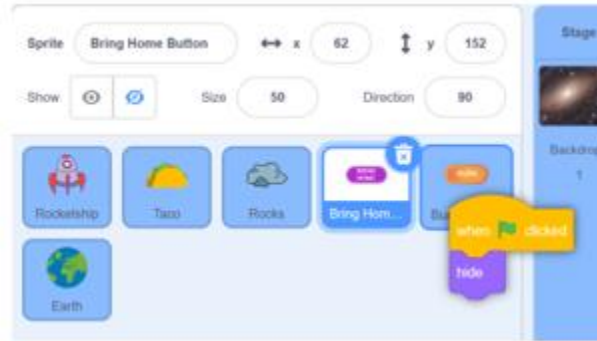 Sprite Bring Home Button x 62 y 152
Stage
Show Size 50 Direction 90
Backdrop
1
Rocketship Taco Rocks Bring Hom... Bu
when clicked
hide
Earth